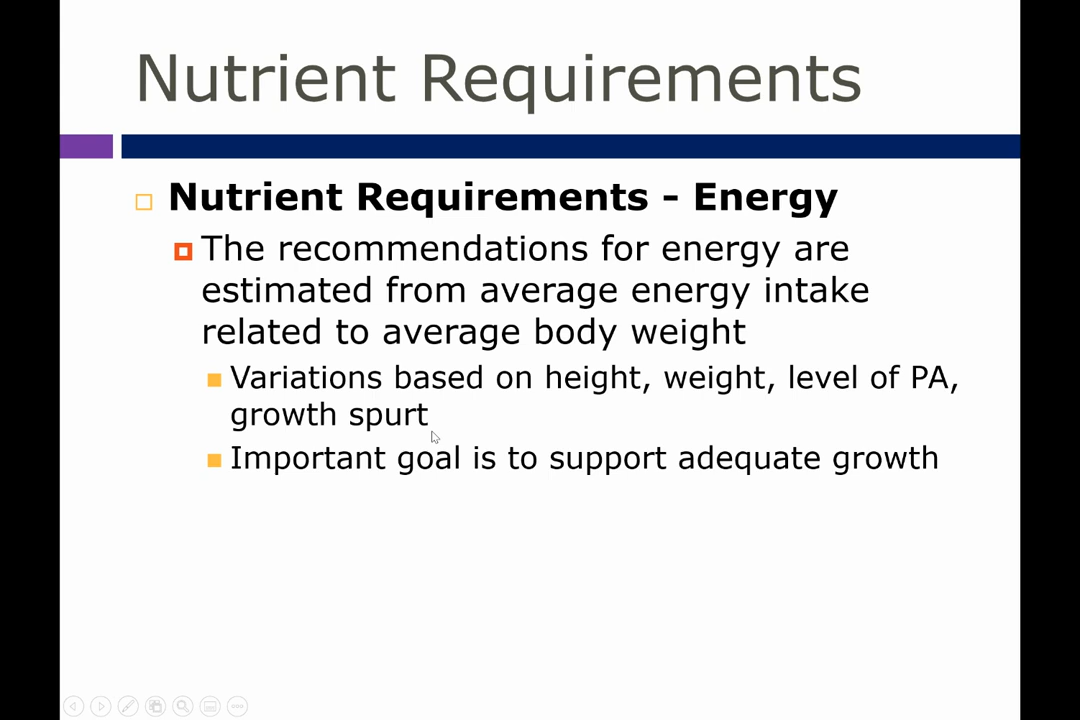 Nutrient Requirements
Nutrient Requirements - Energy
The recommendations for energy are
estimated from average energy intake
related to average body weight
Variations based on height, weight, level of PA,
growth spurt
Important goal is to support adequate growth